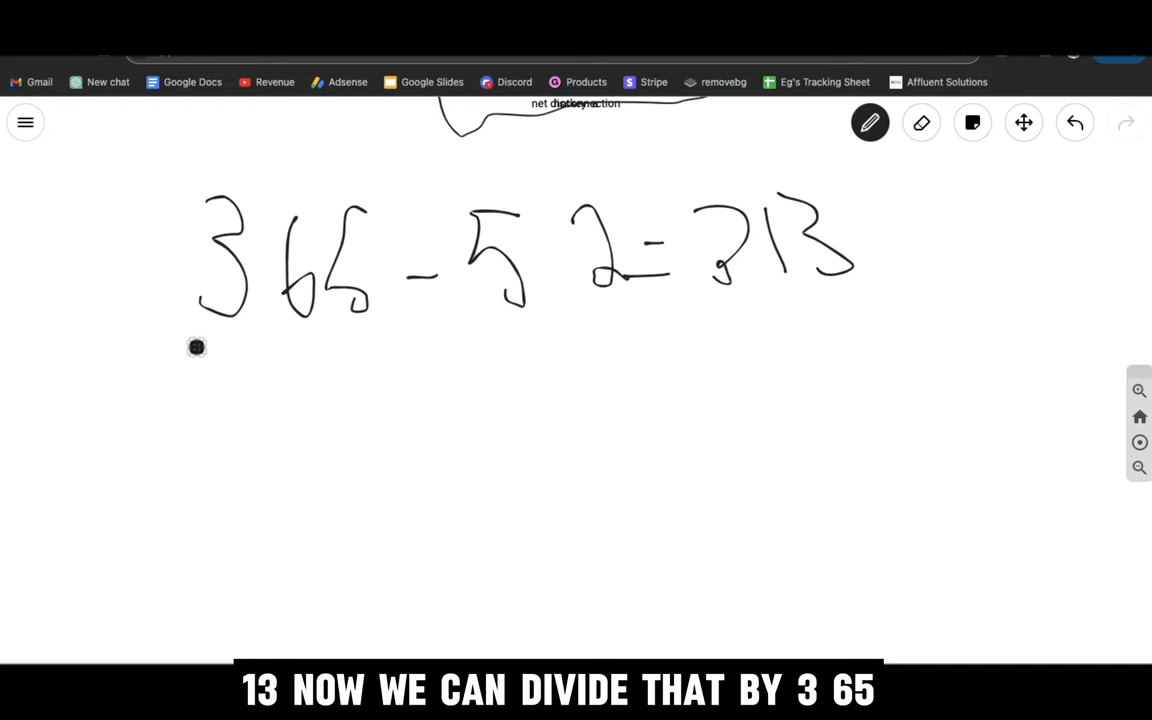 Gmail New chat Google Docs Revenue Adsense Google Slides Discord Products Stripe removebg Eg's Tracking Sheet Affluent Solutions
net
365 - 52 = 313
13 NOW WE CAN DIVIDE THAT BY 3 65